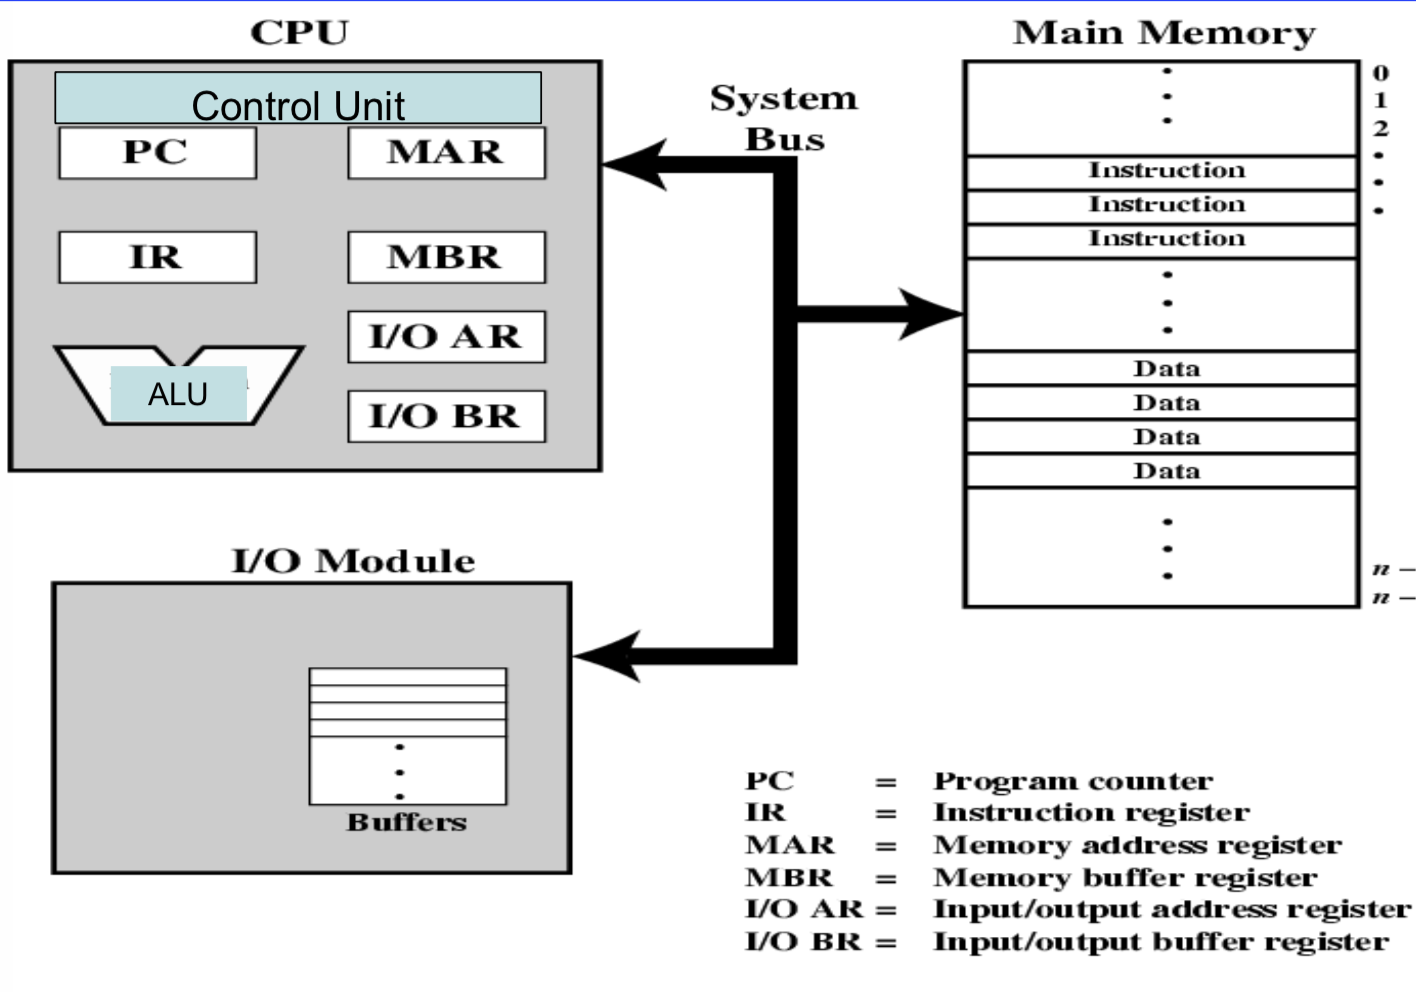 CPU
Control Unit
PC
MAR
IR
MBR
I/O AR
ALU
I/O BR
System
Bus
Main Memory
0
1
2
Instruction
Instruction
Instruction
Data
Data
Data
Data
n –
n –
I/O Module
Buffers
PC = Program counter
IR = Instruction register
MAR = Memory address register
MBR = Memory buffer register
I/O AR = Input/output address register
I/O BR = Input/output buffer register